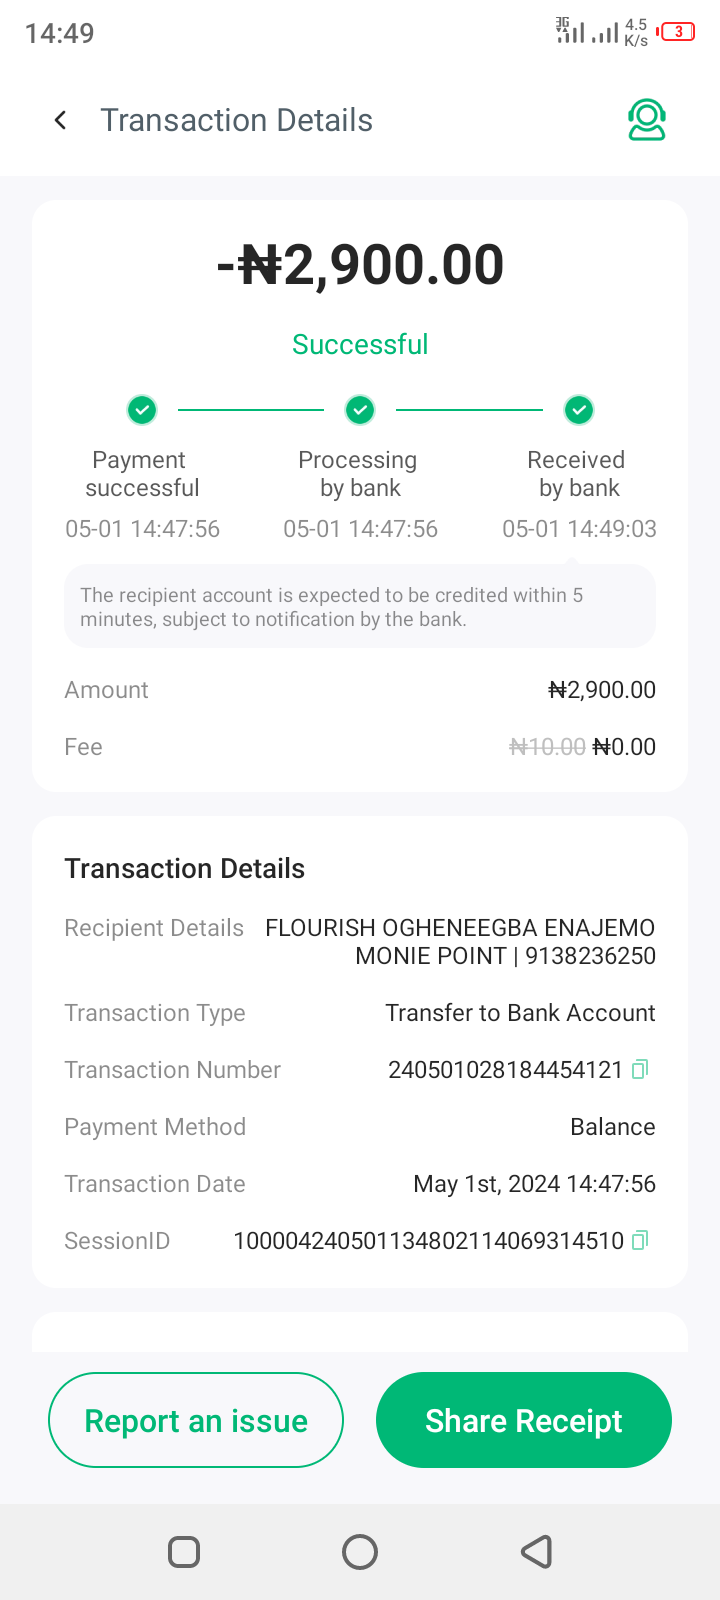 14:49
3G
4.5
K/s
3
Transaction Details
-₦2,900.00
Successful
Payment successful
Processing by bank
Received by bank
05-01 14:47:56
05-01 14:47:56
05-01 14:49:03
The recipient account is expected to be credited within 5
minutes, subject to notification by the bank.
Amount ₦2,900.00
Fee ₦10.00 ₦0.00
Transaction Details
Recipient Details FLOURISH OGHENEEGBA ENAJEMO
MONIE POINT | 9138236250
Transaction Type Transfer to Bank Account
Transaction Number 240501028184454121
Payment Method Balance
Transaction Date May 1st, 2024 14:47:56
SessionID 100004240501134802114069314510
Report an issue Share Receipt